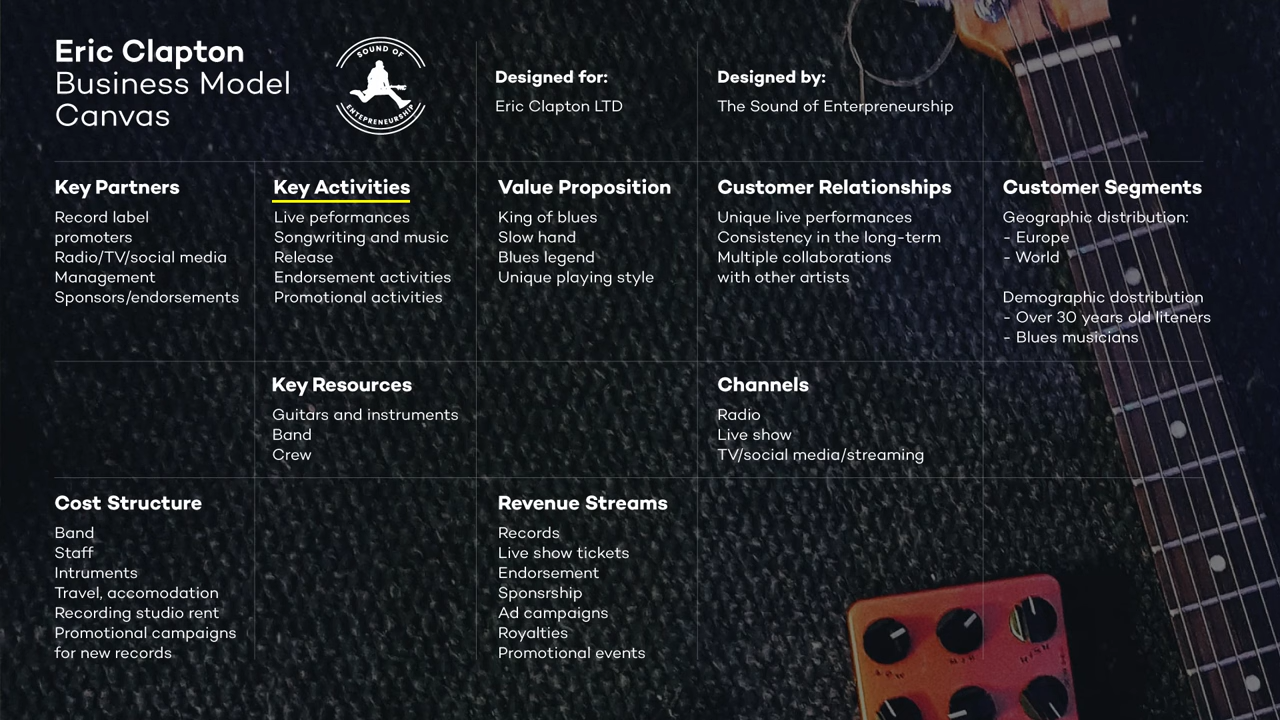 Eric Clapton
Business Model
Canvas
SOUND OF
ENTEPRENEURSHIP
Designed for:
Eric Clapton LTD
Designed by:
The Sound of Enterpreneurship
Key Partners
Record label
promoters
Radio/TV/social media
Management
Sponsors/endorsements
Key Activities
Live peformances
Songwriting and music
Release
Endorsement activities
Promotional activities
Value Proposition
King of blues
Slow hand
Blues legend
Unique playing style
Customer Relationships
Unique live performances
Consistency in the long-term
Multiple collaborations
with other artists
Customer Segments
Geographic distribution:
- Europe
- World
Demographic dostribution
- Over 30 years old liteners
- Blues musicians
Key Resources
Guitars and instruments
Band
Crew
Channels
Radio
Live show
TV/social media/streaming
Cost Structure
Band
Staff
Intruments
Travel, accomodation
Recording studio rent
Promotional campaigns
for new records
Revenue Streams
Records
Live show tickets
Endorsement
Sponsrship
Ad campaigns
Royalties
Promotional events